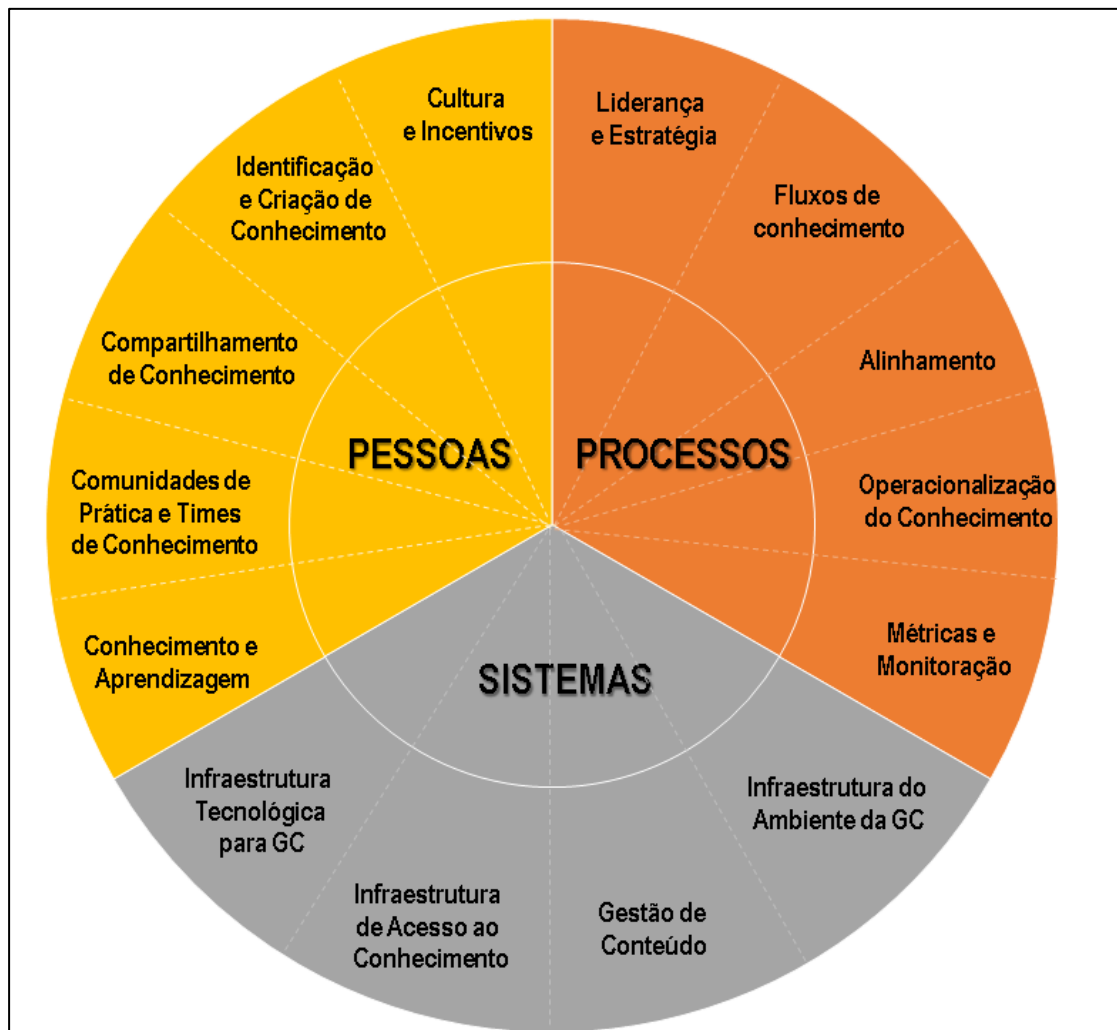 Cultura
e Incentivos
Liderança
e Estratégia
Identificação
e Criação de
Conhecimento
Fluxos de
conhecimento
Compartilhamento
de Conhecimento
Alinhamento
PESSOAS
PROCESSOS
Comunidades de
Prática e Times
de Conhecimento
Operacionalização
do Conhecimento
Conhecimento e
Aprendizagem
Métricas e
Monitoração
SISTEMAS
Infraestrutura
Tecnológica
para GC
Infraestrutura do
Ambiente da GC
Infraestrutura
de Acesso ao
Conhecimento
Gestão de
Conteúdo